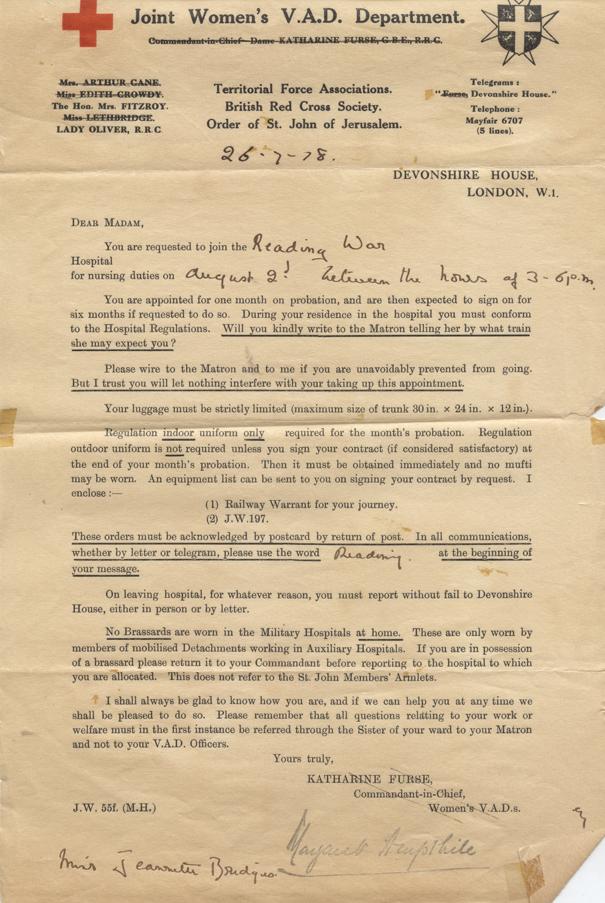 Joint Women's V.A.D. Department.
Commandant-in-Chief—Dame KATHARINE FURSE, G.B.E., R.R.C.
Mrs. ARTHUR CANE.
Miss EDITH CROWDY.
The Hon. Mrs. FITZROY.
Miss LETHBRIDGE.
LADY OLIVER, R.R.C
Territorial Force Associations.
British Red Cross Society.
Order of St. John of Jerusalem.
Telegrams :
"Furse, Devonshire House."
Telephone :
Mayfair 6707
(5 lines).
26-7-18.
DEVONSHIRE HOUSE,
LONDON, W.1.
DEAR MADAM,
You are requested to join the Reading War
Hospital
for nursing duties on August 2d between the hours of 3-6 p.m.
You are appointed for one month on probation, and are then expected to sign on for
six months if requested to do so. During your residence in the hospital you must conform
to the Hospital Regulations. Will you kindly write to the Matron telling her by what train
she may expect you?
Please wire to the Matron and to me if you are unavoidably prevented from going.
But I trust you will let nothing interfere with your taking up this appointment.
Your luggage must be strictly limited (maximum size of trunk 30 in. × 24 in. × 12 in.).
Regulation indoor uniform only required for the month's probation. Regulation
outdoor uniform is not required unless you sign your contract (if considered satisfactory) at
the end of your month's probation. Then it must be obtained immediately and no mufti
may be worn. An equipment list can be sent to you on signing your contract by request. I
enclose :—
(1) Railway Warrant for your journey.
(2) J.W.197.
These orders must be acknowledged by postcard by return of post. In all communications,
whether by letter or telegram, please use the word Reading. at the beginning of
your message.
On leaving hospital, for whatever reason, you must report without fail to Devonshire
House, either in person or by letter.
No Brassards are worn in the Military Hospitals at home. These are only worn by
members of mobilised Detachments working in Auxiliary Hospitals. If you are in possession
of a brassard please return it to your Commandant before reporting to the hospital to which
you are allocated. This does not refer to the St. John Members' Armlets.
I shall always be glad to know how you are, and if we can help you at any time we
shall be pleased to do so. Please remember that all questions relating to your work or
welfare must in the first instance be referred through the Sister of your ward to your Matron
and not to your V.A.D. Officers.
Yours truly,
KATHARINE FURSE,
Commandant-in-Chief,
Women's V.A.D.s.
J.W. 55f. (M.H.)
Margaret
Miss Bridges